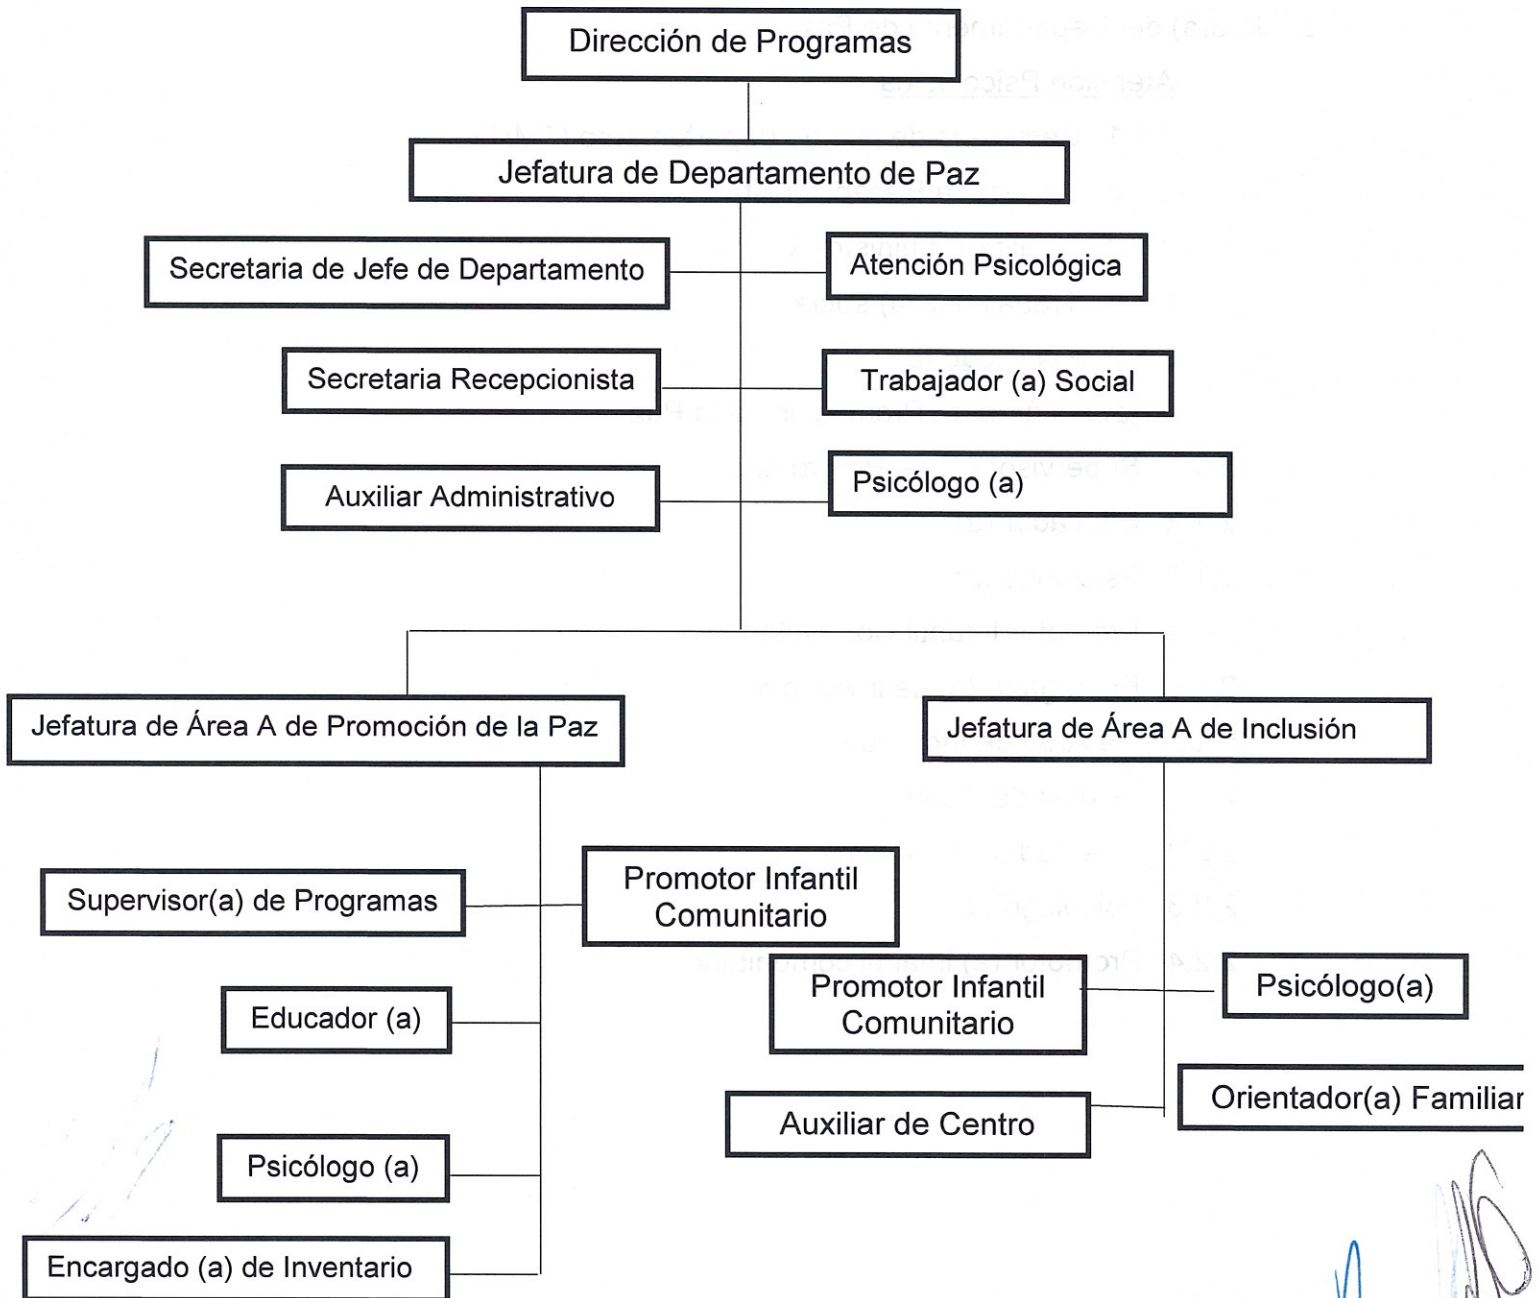 Dirección de Programas
Jefatura de Departamento de Paz
Secretaria de Jefe de Departamento
Atención Psicológica
Secretaria Recepcionista
Trabajador (a) Social
Auxiliar Administrativo
Psicólogo (a)
Jefatura de Área A de Promoción de la Paz
Jefatura de Área A de Inclusión
Supervisor(a) de Programas
Promotor Infantil
Comunitario
Educador (a)
Promotor Infantil
Comunitario
Psicólogo(a)
Auxiliar de Centro
Orientador(a) Familiar
Psicólogo (a)
Encargado (a) de Inventario